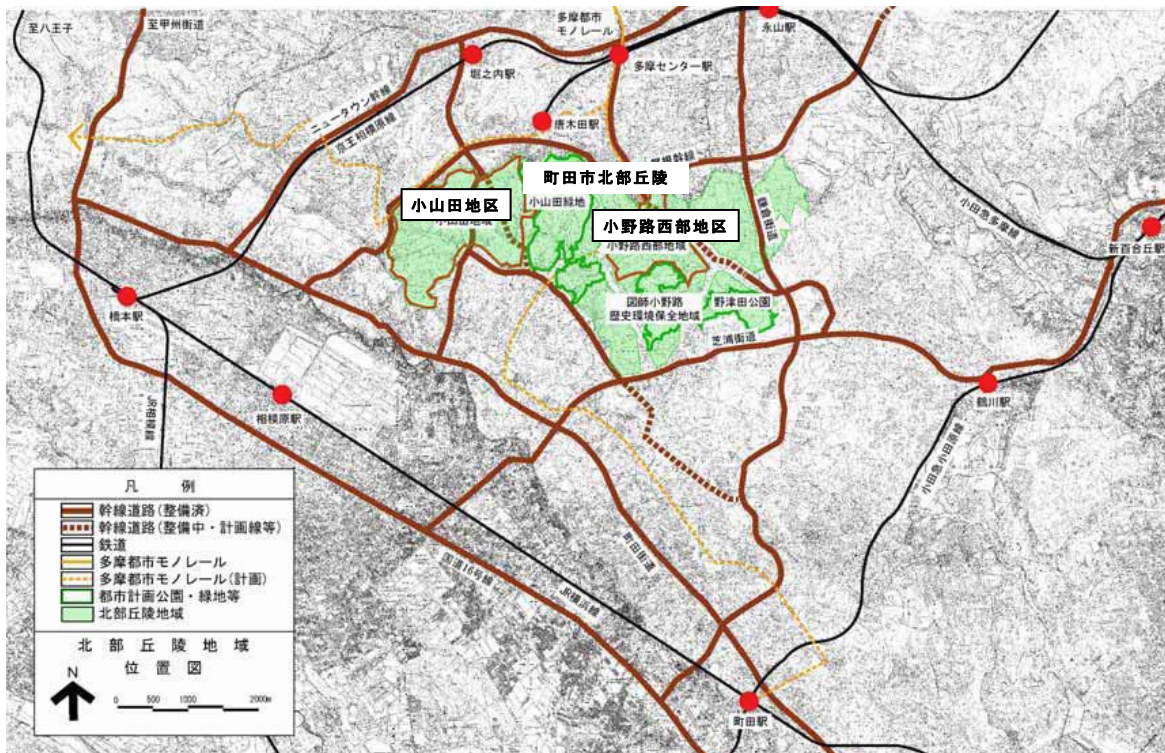 至八王子
至甲州街道
多摩都市
モノレール
永山駅
堀之内駅
多摩センター駅
ニュータウン幹線
京王相模原線
唐木田駅
町田市北部丘陵
小山田地区
小山田緑地
小野路西部地区
小野路西部地域
鎌倉街道
小田急多摩線
新百合丘駅
図師小野路
歴史環境保全地域
野津田公園
芝溝街道
橋本駅
相模原駅
JR相模線
鶴川駅
小田急小田原線
町田街道
国道16号線
JR横浜線
町田駅
凡 例
幹線道路(整備済)
幹線道路(整備中・計画線等)
鉄道
多摩都市モノレール
多摩都市モノレール(計画)
都市計画公園・緑地等
北部丘陵地域
北部丘陵地域
位置図
N
0 500 1000 2000m